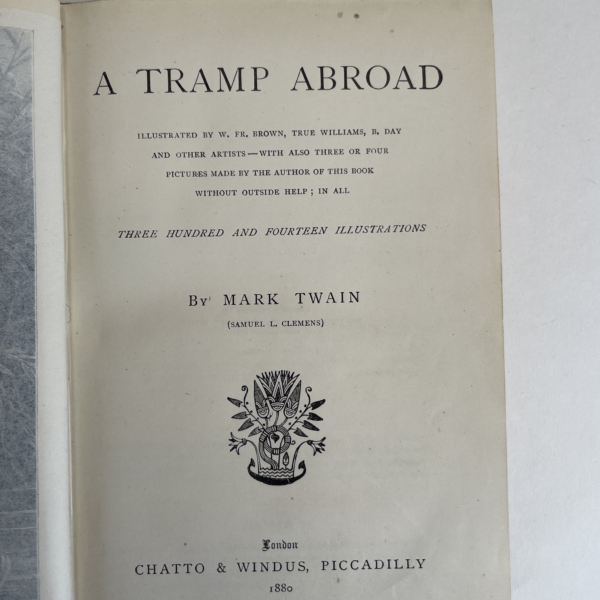 A TRAMP ABROAD
ILLUSTRATED BY W. FR. BROWN, TRUE WILLIAMS, B. DAY
AND OTHER ARTISTS—WITH ALSO THREE OR FOUR
PICTURES MADE BY THE AUTHOR OF THIS BOOK
WITHOUT OUTSIDE HELP; IN ALL
THREE HUNDRED AND FOURTEEN ILLUSTRATIONS
BY MARK TWAIN
(SAMUEL L. CLEMENS)
London
CHATTO & WINDUS, PICCADILLY
1880